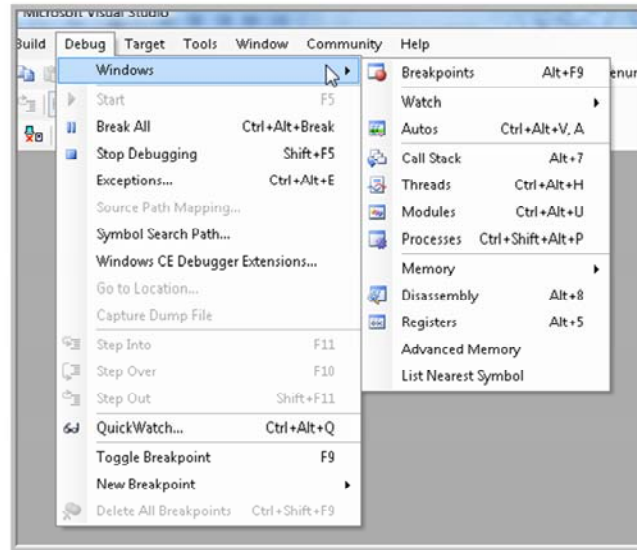 Microsoft Visual Studio
Build Debug Target Tools Window Community Help
Windows
Start F5
Break All Ctrl+Alt+Break
Stop Debugging Shift+F5
Exceptions... Ctrl+Alt+E
Source Path Mapping...
Symbol Search Path...
Windows CE Debugger Extensions...
Go to Location...
Capture Dump File
Step Into F11
Step Over F10
Step Out Shift+F11
QuickWatch... Ctrl+Alt+Q
Toggle Breakpoint F9
New Breakpoint
Delete All Breakpoints Ctrl+Shift+F9
Breakpoints Alt+F9
Watch
Autos Ctrl+Alt+V, A
Call Stack Alt+7
Threads Ctrl+Alt+H
Modules Ctrl+Alt+U
Processes Ctrl+Shift+Alt+P
Memory
Disassembly Alt+8
Registers Alt+5
Advanced Memory
List Nearest Symbol